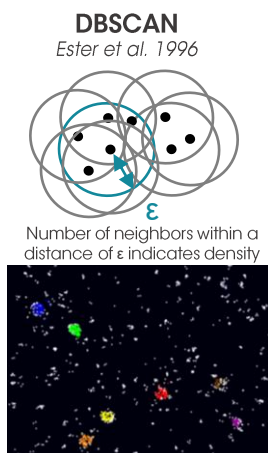 DBSCAN
Ester et al. 1996
ε
Number of neighbors within a
distance of ε indicates density